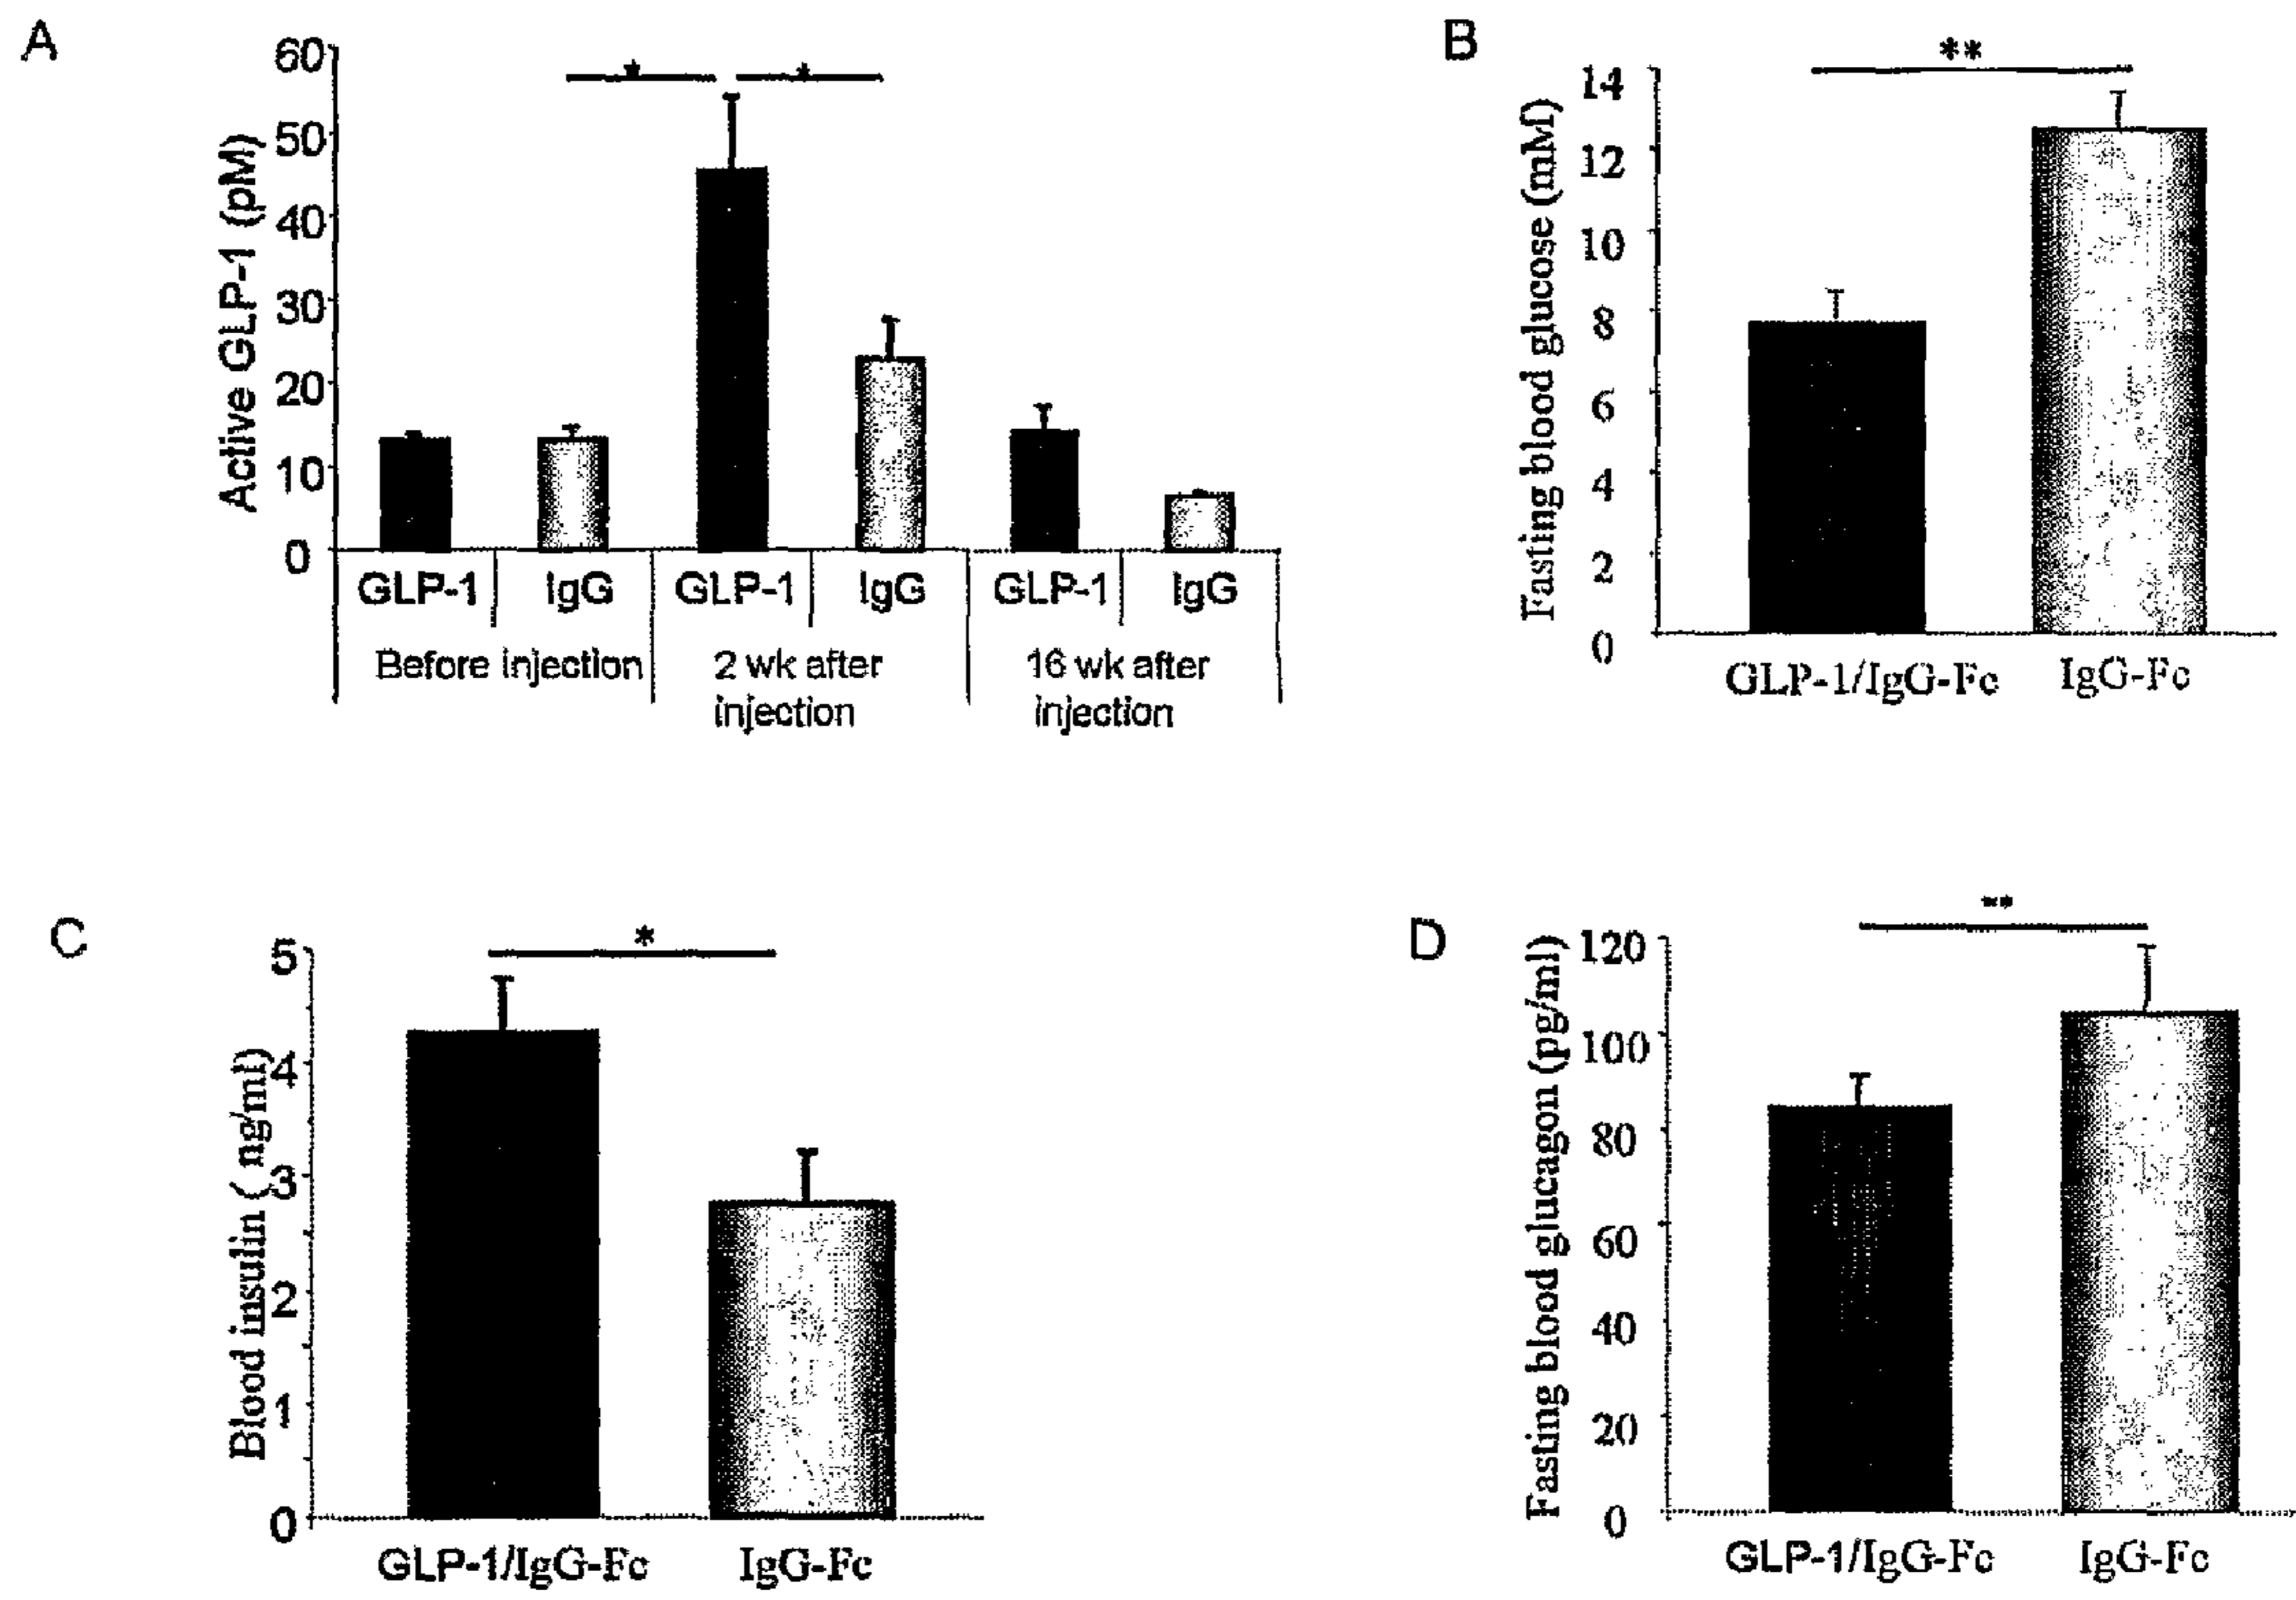 A
60
50
40
30
20
10
0
Active GLP-1 (pM)
*
*
GLP-1 IgG GLP-1 IgG GLP-1 IgG
Before injection 2 wk after injection 16 wk after injection
B
14
12
10
8
6
4
2
0
Fasting blood glucose (mM)
**
GLP-1/IgG-Fc IgG-Fc
C
5
4
3
2
1
0
Blood insulin ( ng/ml)
*
GLP-1/IgG-Fc IgG-Fc
D
120
100
80
60
40
20
0
Fasting blood glucagon (pg/ml)
**
GLP-1/IgG-Fc IgG-Fc